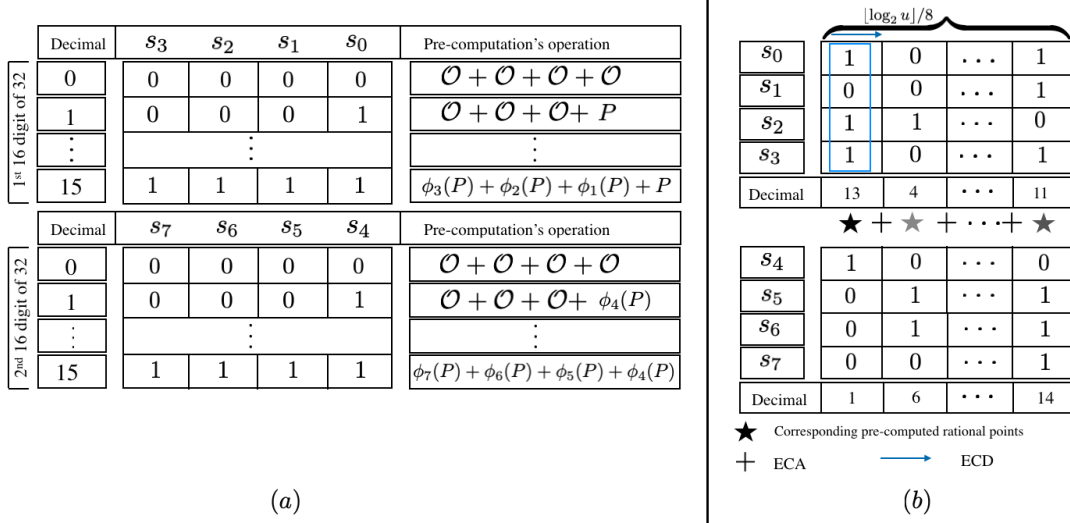 Decimal s₃ s₂ s₁ s₀ Pre-computation's operation
1ˢᵗ 16 digit of 32
0 0 0 0 0 𝒪 + 𝒪 + 𝒪 + 𝒪
1 0 0 0 1 𝒪 + 𝒪 + 𝒪 + P
⋮ ⋮ ⋮
15 1 1 1 1 ϕ₃(P) + ϕ₂(P) + ϕ₁(P) + P
Decimal s₇ s₆ s₅ s₄ Pre-computation's operation
2ⁿᵈ 16 digit of 32
0 0 0 0 0 𝒪 + 𝒪 + 𝒪 + 𝒪
1 0 0 0 1 𝒪 + 𝒪 + 𝒪 + ϕ₄(P)
⋮ ⋮ ⋮
15 1 1 1 1 ϕ₇(P) + ϕ₆(P) + ϕ₅(P) + ϕ₄(P)
(a)
⌊log₂ u⌋/8
s₀ 1 0 ⋯ 1
s₁ 0 0 ⋯ 1
s₂ 1 1 ⋯ 0
s₃ 1 0 ⋯ 1
Decimal 13 4 ⋯ 11
★ + ★ + ⋯ + ★
s₄ 1 0 ⋯ 0
s₅ 0 1 ⋯ 1
s₆ 0 1 ⋯ 1
s₇ 0 0 ⋯ 1
Decimal 1 6 ⋯ 14
★ Corresponding pre-computed rational points
+ ECA → ECD
(b)